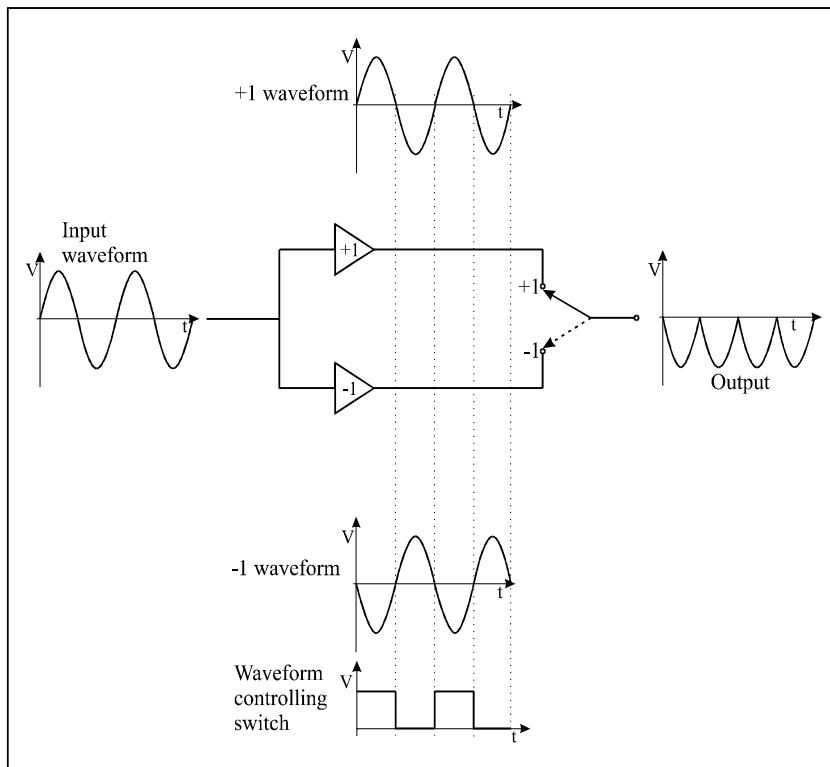 V
+1 waveform
t
Input
waveform
V
t
+1
+1
-1
-1
V
t
Output
V
-1 waveform
t
Waveform
controlling
switch
V
t